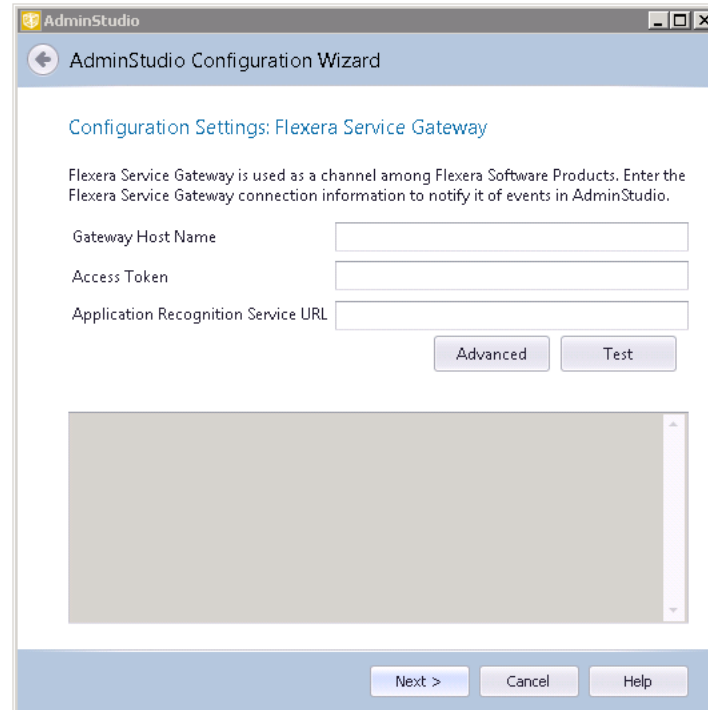 AdminStudio
AdminStudio Configuration Wizard
Configuration Settings: Flexera Service Gateway
Flexera Service Gateway is used as a channel among Flexera Software Products. Enter the
Flexera Service Gateway connection information to notify it of events in AdminStudio.
Gateway Host Name
Access Token
Application Recognition Service URL
Advanced Test
Next > Cancel Help